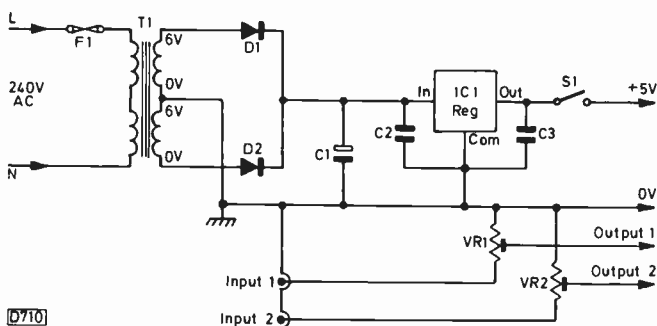 L
F1
T1
6V
0V
6V
0V
240V
AC
N
D1
D2
C1
C2
In
IC1
Reg
Out
Com
C3
S1
+5V
0V
VR1
Output 1
VR2
Output 2
Input 1
Input 2
D710